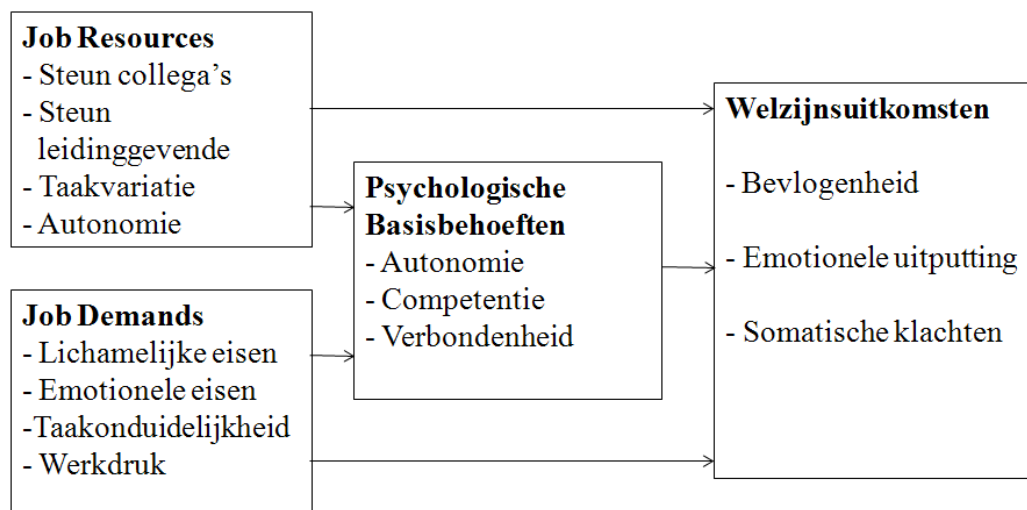 Job Resources
- Steun collega’s
- Steun
leidinggevende
- Taakvariatie
- Autonomie
Job Demands
- Lichamelijke eisen
- Emotionele eisen
-Taakonduidelijkheid
- Werkdruk
Psychologische
Basisbehoeften
- Autonomie
- Competentie
- Verbondenheid
Welzijnsuitkomsten
- Bevlogenheid
- Emotionele uitputting
- Somatische klachten